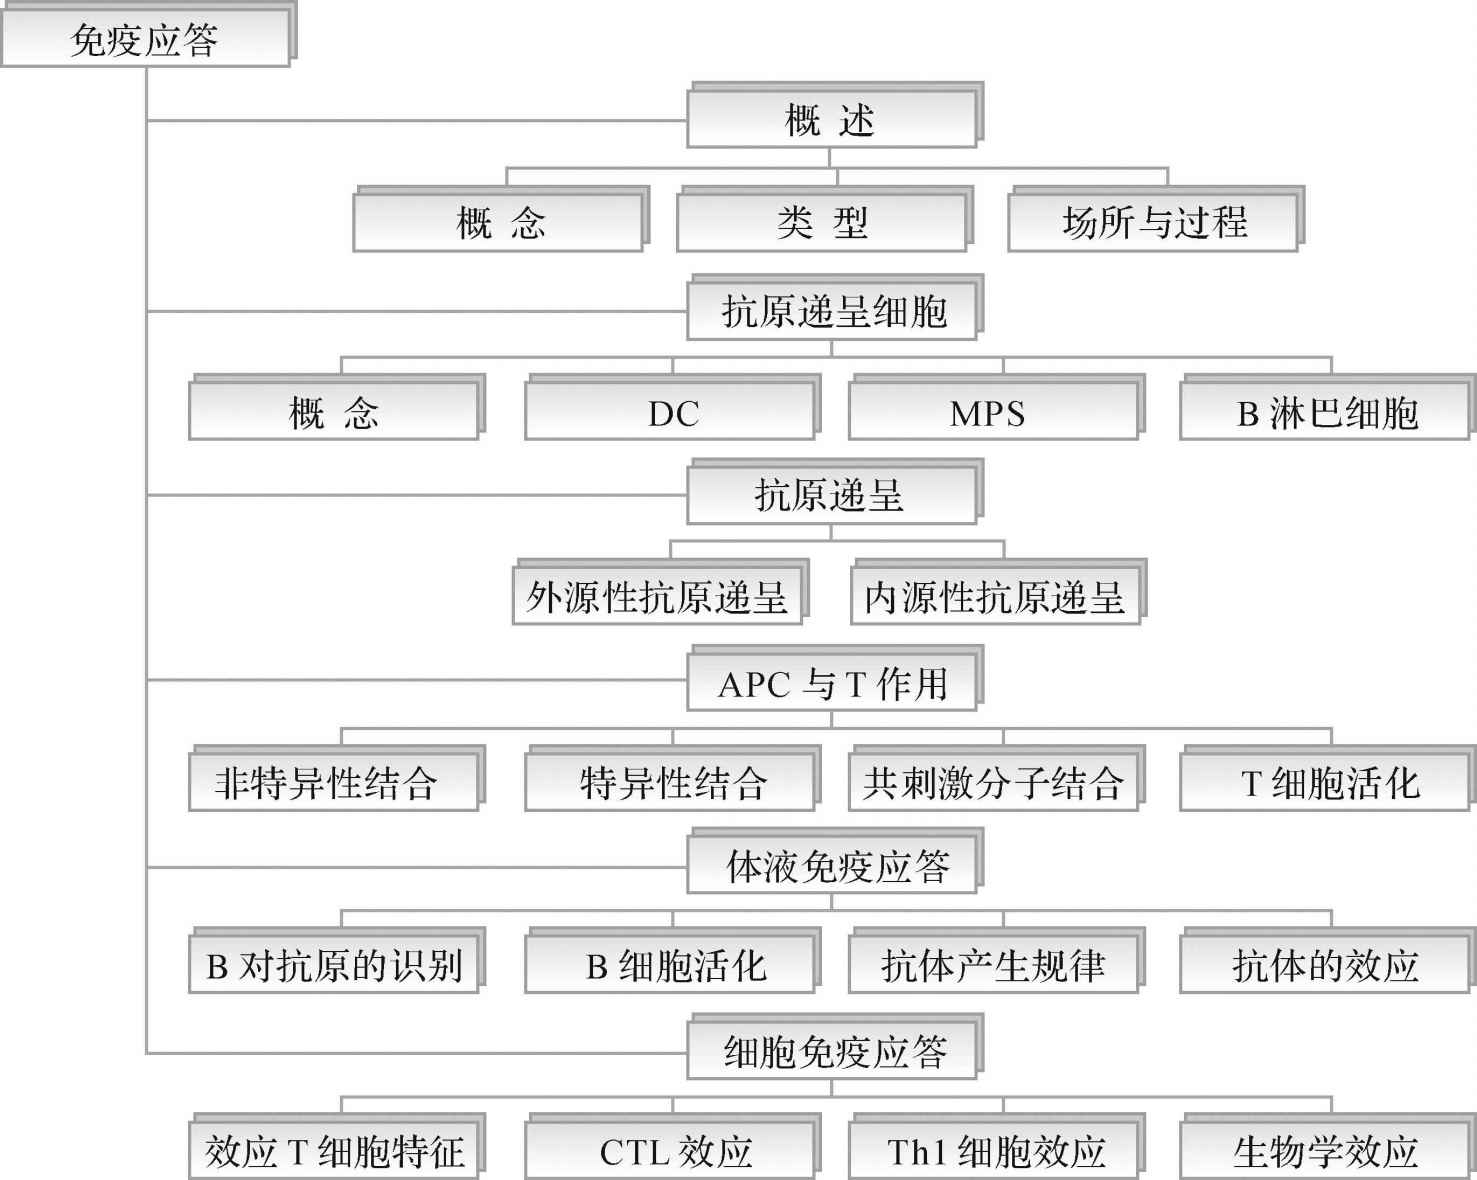 免疫应答
概 述
概 念
类 型
场所与过程
抗原递呈细胞
概 念
DC
MPS
B 淋巴细胞
抗原递呈
外源性抗原递呈
内源性抗原递呈
APC 与 T 作用
非特异性结合
特异性结合
共刺激分子结合
T 细胞活化
体液免疫应答
B 对抗原的识别
B 细胞活化
抗体产生规律
抗体的效应
细胞免疫应答
效应 T 细胞特征
CTL 效应
Th1 细胞效应
生物学效应